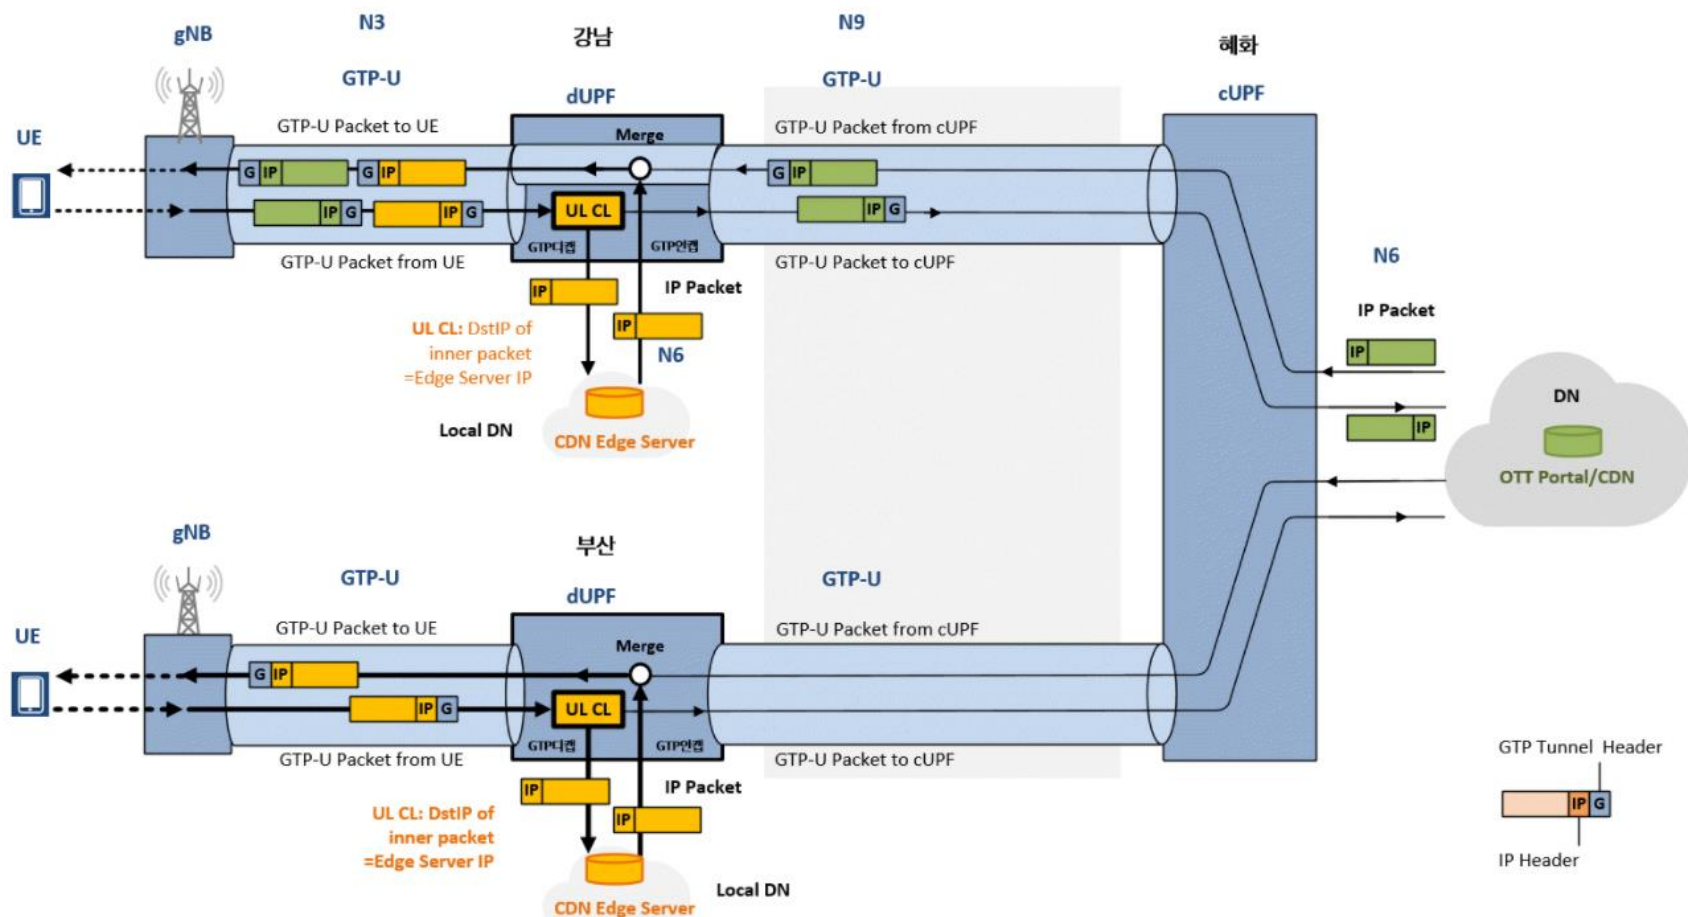 N3
N9
gNB
강남
혜화
GTP-U
GTP-U
dUPF
cUPF
UE
GTP-U Packet to UE
Merge
GTP-U Packet from cUPF
G IP
G IP
G IP
IP G
IP G
UL CL
IP G
GTP디캡
GTP인캡
GTP-U Packet from UE
GTP-U Packet to cUPF
N6
IP
IP Packet
IP Packet
UL CL: DstIP of
inner packet
=Edge Server IP
IP
N6
IP
DN
Local DN
CDN Edge Server
IP
OTT Portal/CDN
gNB
부산
GTP-U
GTP-U
dUPF
UE
GTP-U Packet to UE
Merge
GTP-U Packet from cUPF
G IP
IP G
UL CL
GTP디캡
GTP인캡
GTP-U Packet from UE
GTP-U Packet to cUPF
GTP Tunnel Header
IP
IP Packet
UL CL: DstIP of
inner packet
=Edge Server IP
IP
IP G
IP Header
Local DN
CDN Edge Server